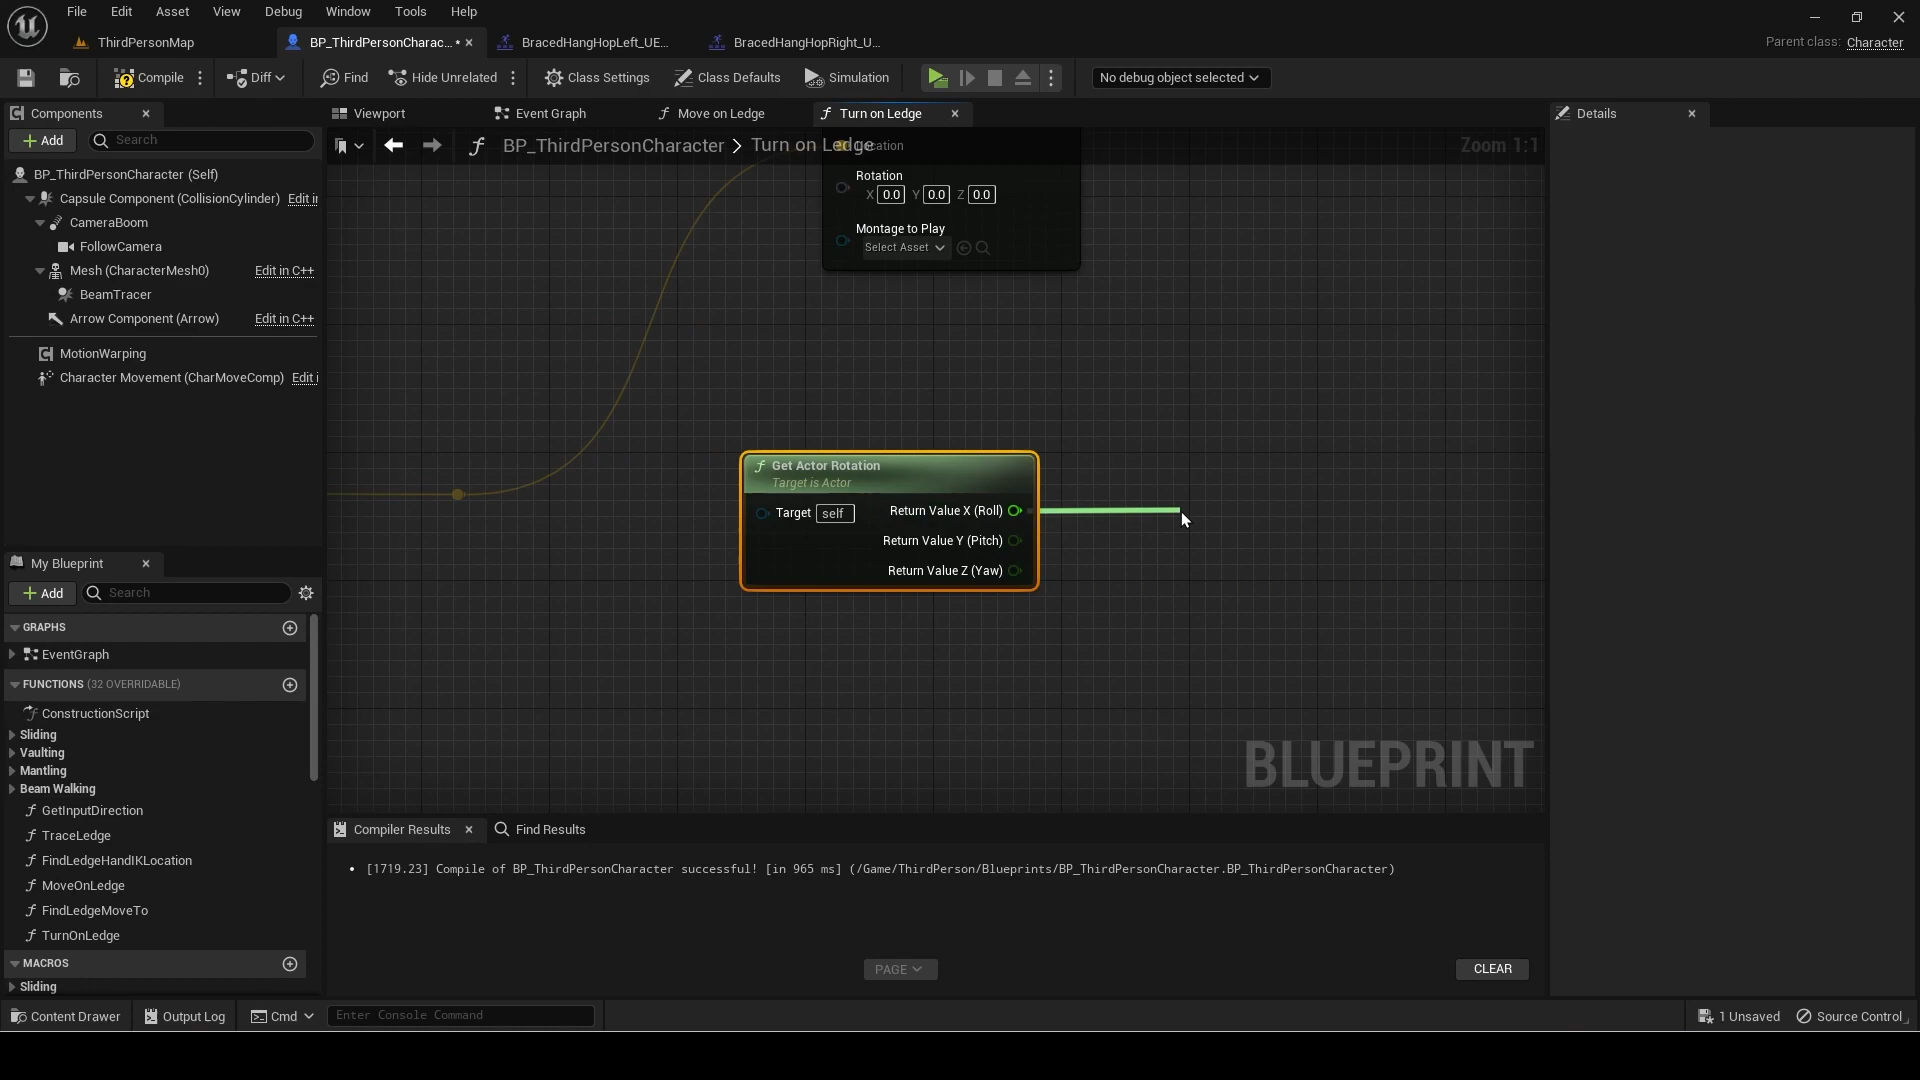 File Edit Asset View Debug Window Tools Help
ThirdPersonMap
BP_ThirdPersonCharac... •
BracedHangHopLeft_UE...
BracedHangHopRight_U...
Parent class: Character
Compile
Diff
Find
Hide Unrelated
Class Settings
Class Defaults
Simulation
No debug object selected
Components
Add
Search
BP_ThirdPersonCharacter (Self)
Capsule Component (CollisionCylinder) Edit i
CameraBoom
FollowCamera
Mesh (CharacterMesh0) Edit in C++
BeamTracer
Arrow Component (Arrow) Edit in C++
MotionWarping
Character Movement (CharMoveComp) Edit i
My Blueprint
Add
Search
GRAPHS
EventGraph
FUNCTIONS (32 OVERRIDABLE)
ConstructionScript
Sliding
Vaulting
Mantling
Beam Walking
GetInputDirection
TraceLedge
FindLedgeHandIKLocation
MoveOnLedge
FindLedgeMoveTo
TurnOnLedge
MACROS
Sliding
Viewport
Event Graph
Move on Ledge
Turn on Ledge
BP_ThirdPersonCharacter > Turn on Ledge
Zoom 1:1
Location
Rotation
X 0.0 Y 0.0 Z 0.0
Montage to Play
Select Asset
Get Actor Rotation
Target is Actor
Target self
Return Value X (Roll)
Return Value Y (Pitch)
Return Value Z (Yaw)
BLUEPRINT
Compiler Results
Find Results
• [1719.23] Compile of BP_ThirdPersonCharacter successful! [in 965 ms] (/Game/ThirdPerson/Blueprints/BP_ThirdPersonCharacter.BP_ThirdPersonCharacter)
PAGE
CLEAR
Details
Content Drawer
Output Log
Cmd
Enter Console Command
1 Unsaved
Source Control